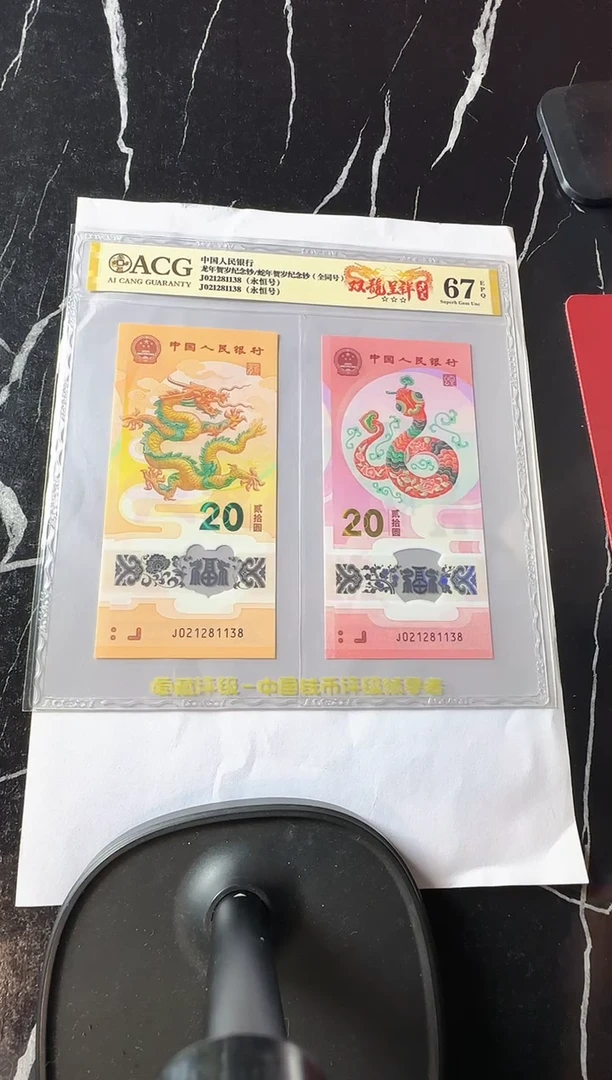 ACG
AI CANG GUARANTY
中国人民银行
龙年贺岁纪念钞/蛇年贺岁纪念钞（全同号）
J021281138（永恒号）
J021281138（永恒号）
双龍呈祥
☆☆☆
67
EPQ
Superb Gem Unc
中国人民银行
20
贰拾圆
福
J021281138
中国人民银行
20
贰拾圆
福
J021281138
评级－中国钱币评级领导者